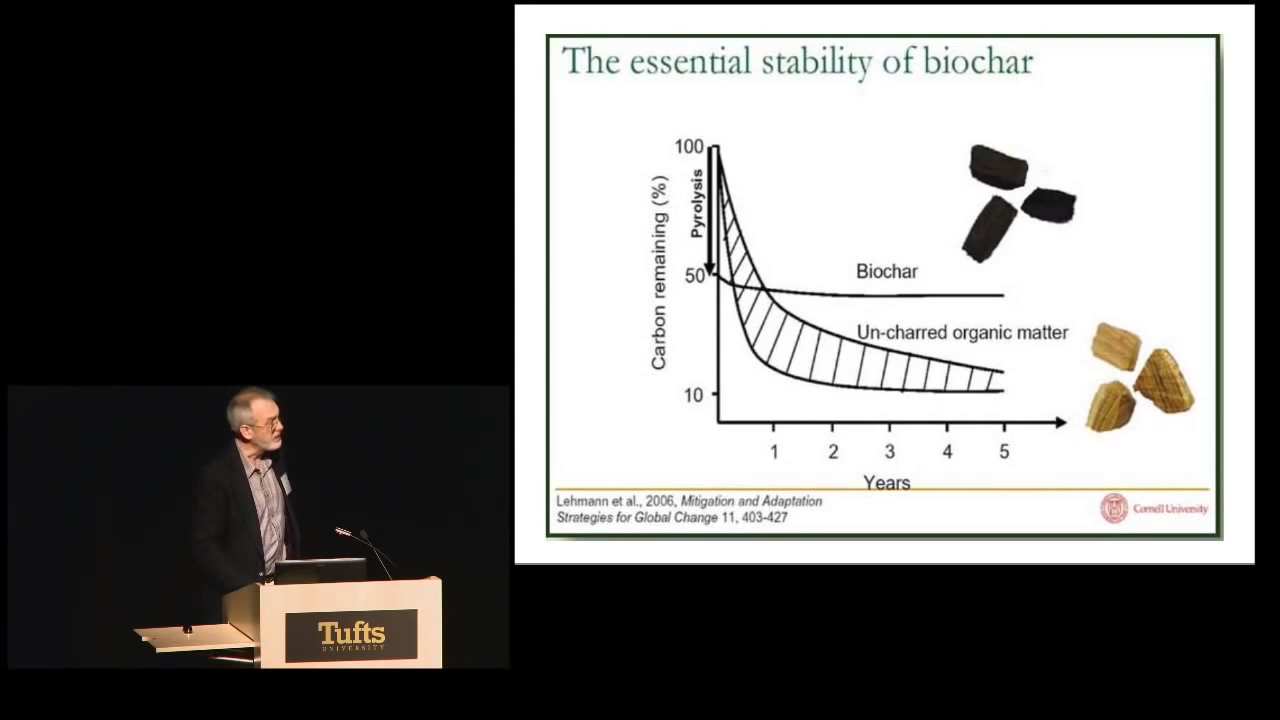 The essential stability of biochar
100
Pyrolysis
Carbon remaining (%)
50
Biochar
Un-charred organic matter
10
1 2 3 4 5
Years
Lehmann et al., 2006, Mitigation and Adaptation
Strategies for Global Change 11, 403-427
Cornell University
Tufts
UNIVERSITY